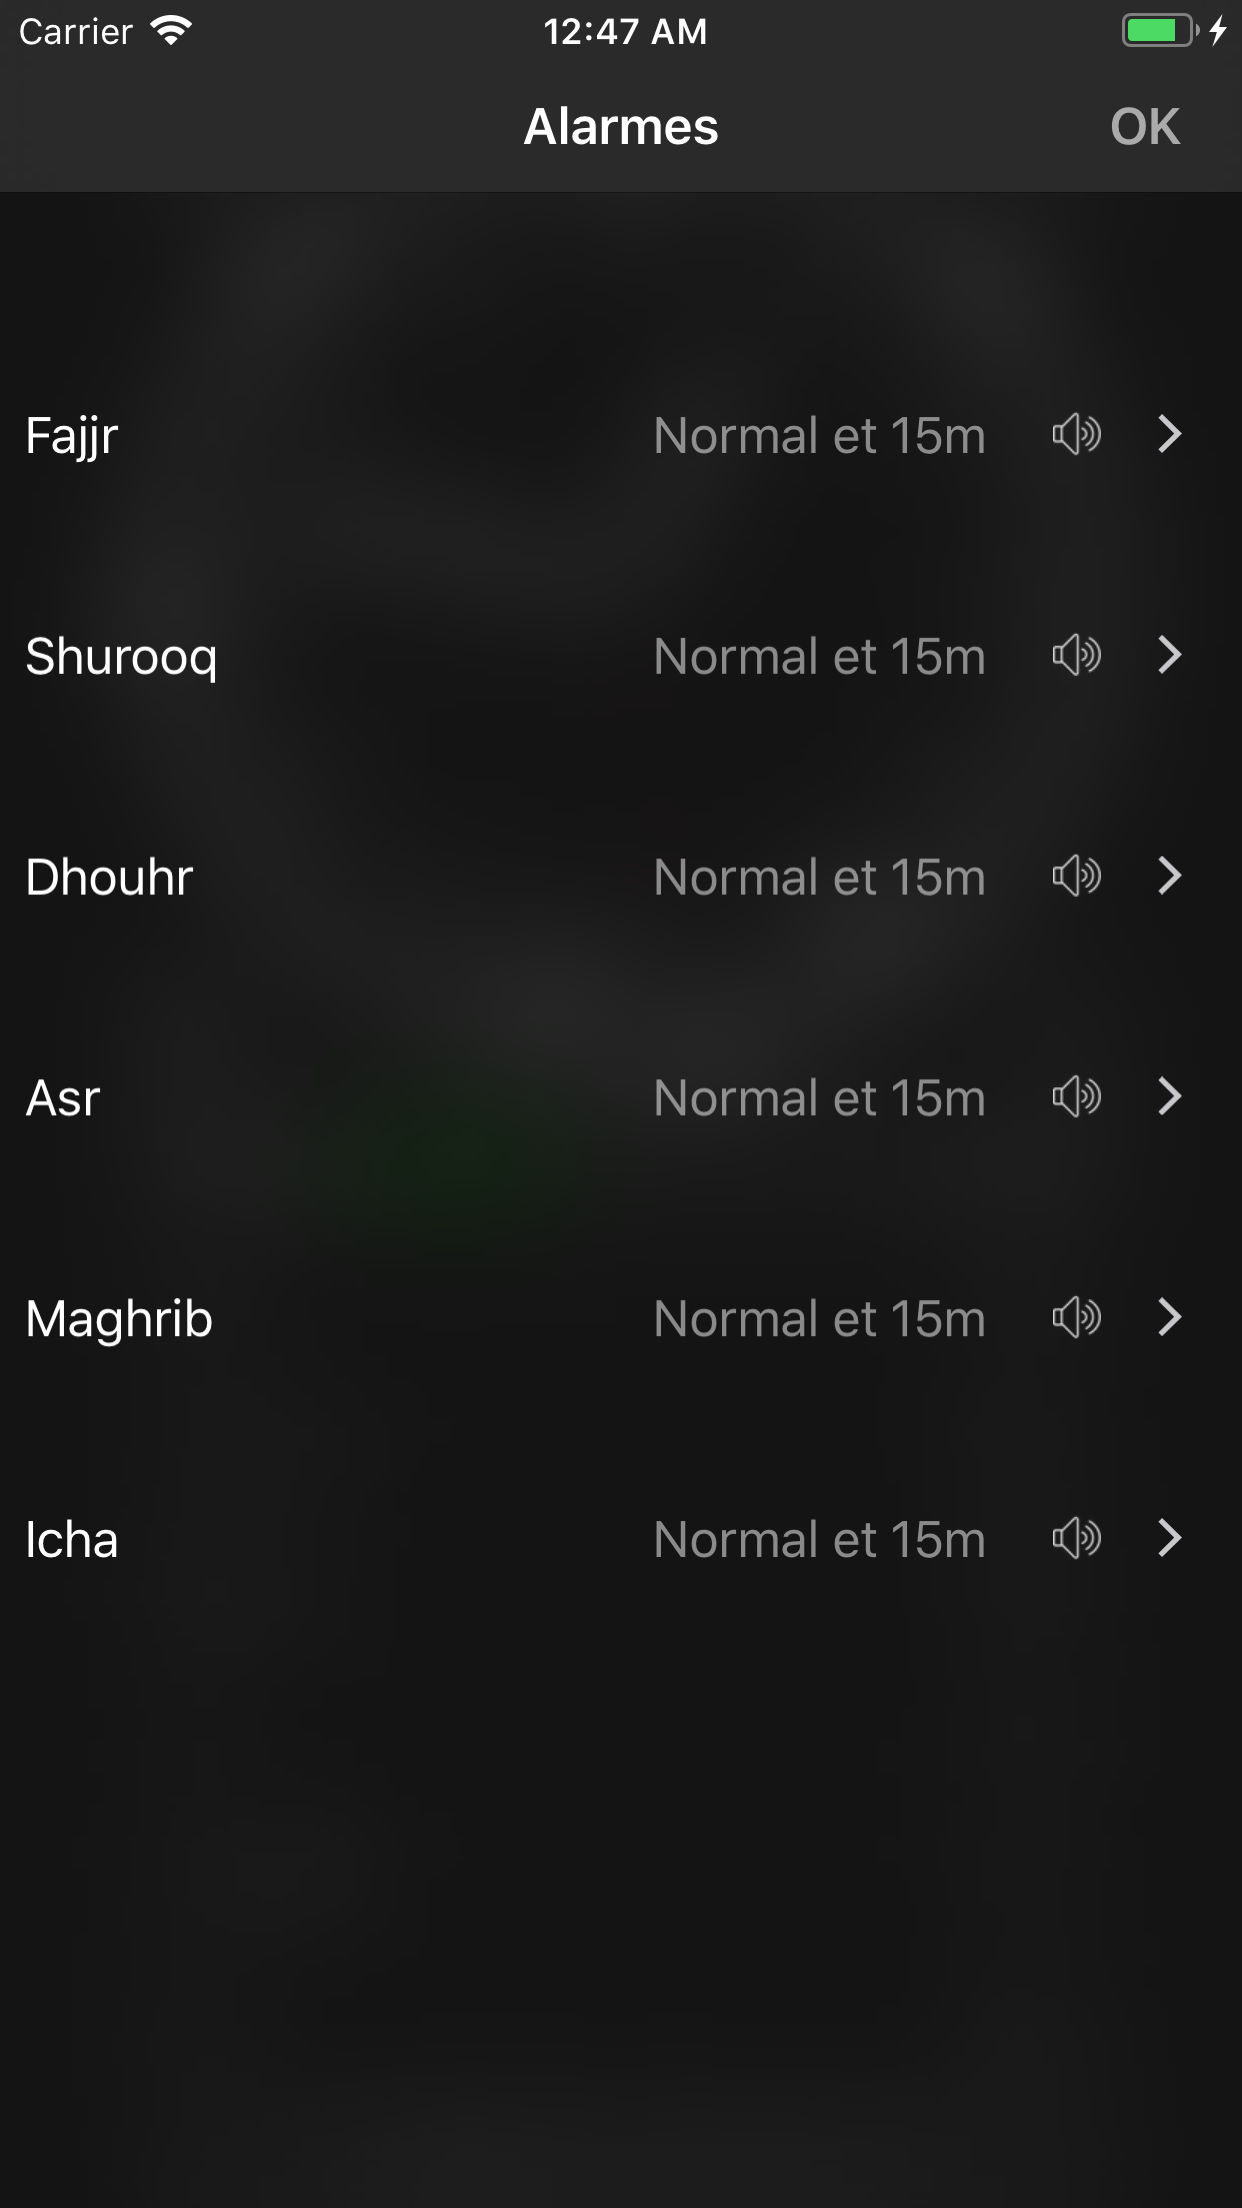 Carrier 12:47 AM
Alarmes OK
Fajjr Normal et 15m
Shurooq Normal et 15m
Dhouhr Normal et 15m
Asr Normal et 15m
Maghrib Normal et 15m
Icha Normal et 15m